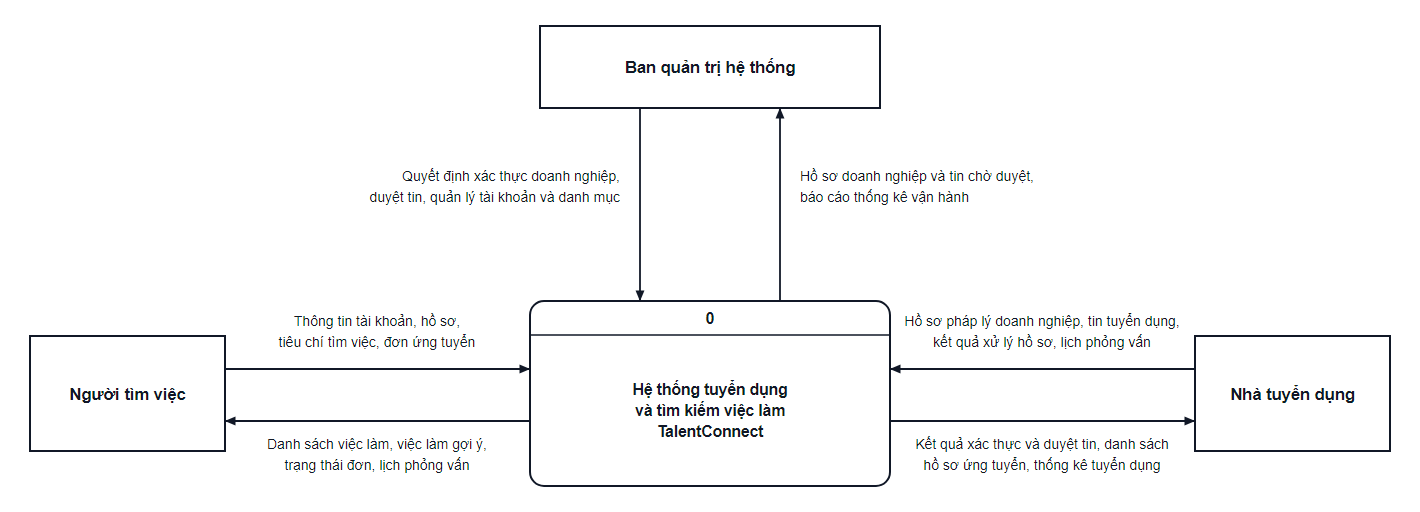 Ban quản trị hệ thống
Quyết định xác thực doanh nghiệp,
duyệt tin, quản lý tài khoản và danh mục
Hồ sơ doanh nghiệp và tin chờ duyệt,
báo cáo thống kê vận hành
Thông tin tài khoản, hồ sơ,
tiêu chí tìm việc, đơn ứng tuyển
0
Hồ sơ pháp lý doanh nghiệp, tin tuyển dụng,
kết quả xử lý hồ sơ, lịch phỏng vấn
Người tìm việc
Hệ thống tuyển dụng
và tìm kiếm việc làm
TalentConnect
Nhà tuyển dụng
Danh sách việc làm, việc làm gợi ý,
trạng thái đơn, lịch phỏng vấn
Kết quả xác thực và duyệt tin, danh sách
hồ sơ ứng tuyển, thống kê tuyển dụng